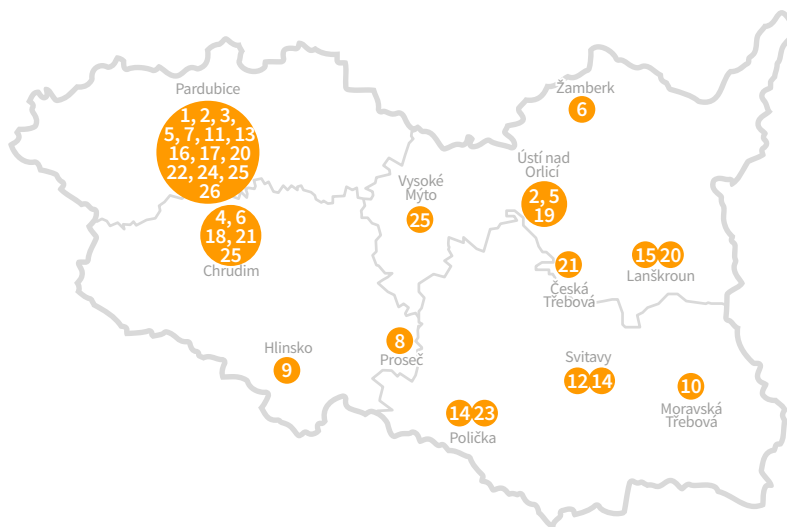 Pardubice
1, 2, 3,
5, 7, 11, 13
16, 17, 20
22, 24, 25
26
4, 6
18, 21
25
Chrudim
Hlinsko
9
Vysoké
Mýto
25
8
Proseč
Žamberk
6
Ústí nad
Orlicí
2, 5
19
21
Česká
Třebová
15 20
Lanškroun
Svitavy
12 14
14 23
Polička
10
Moravská
Třebová